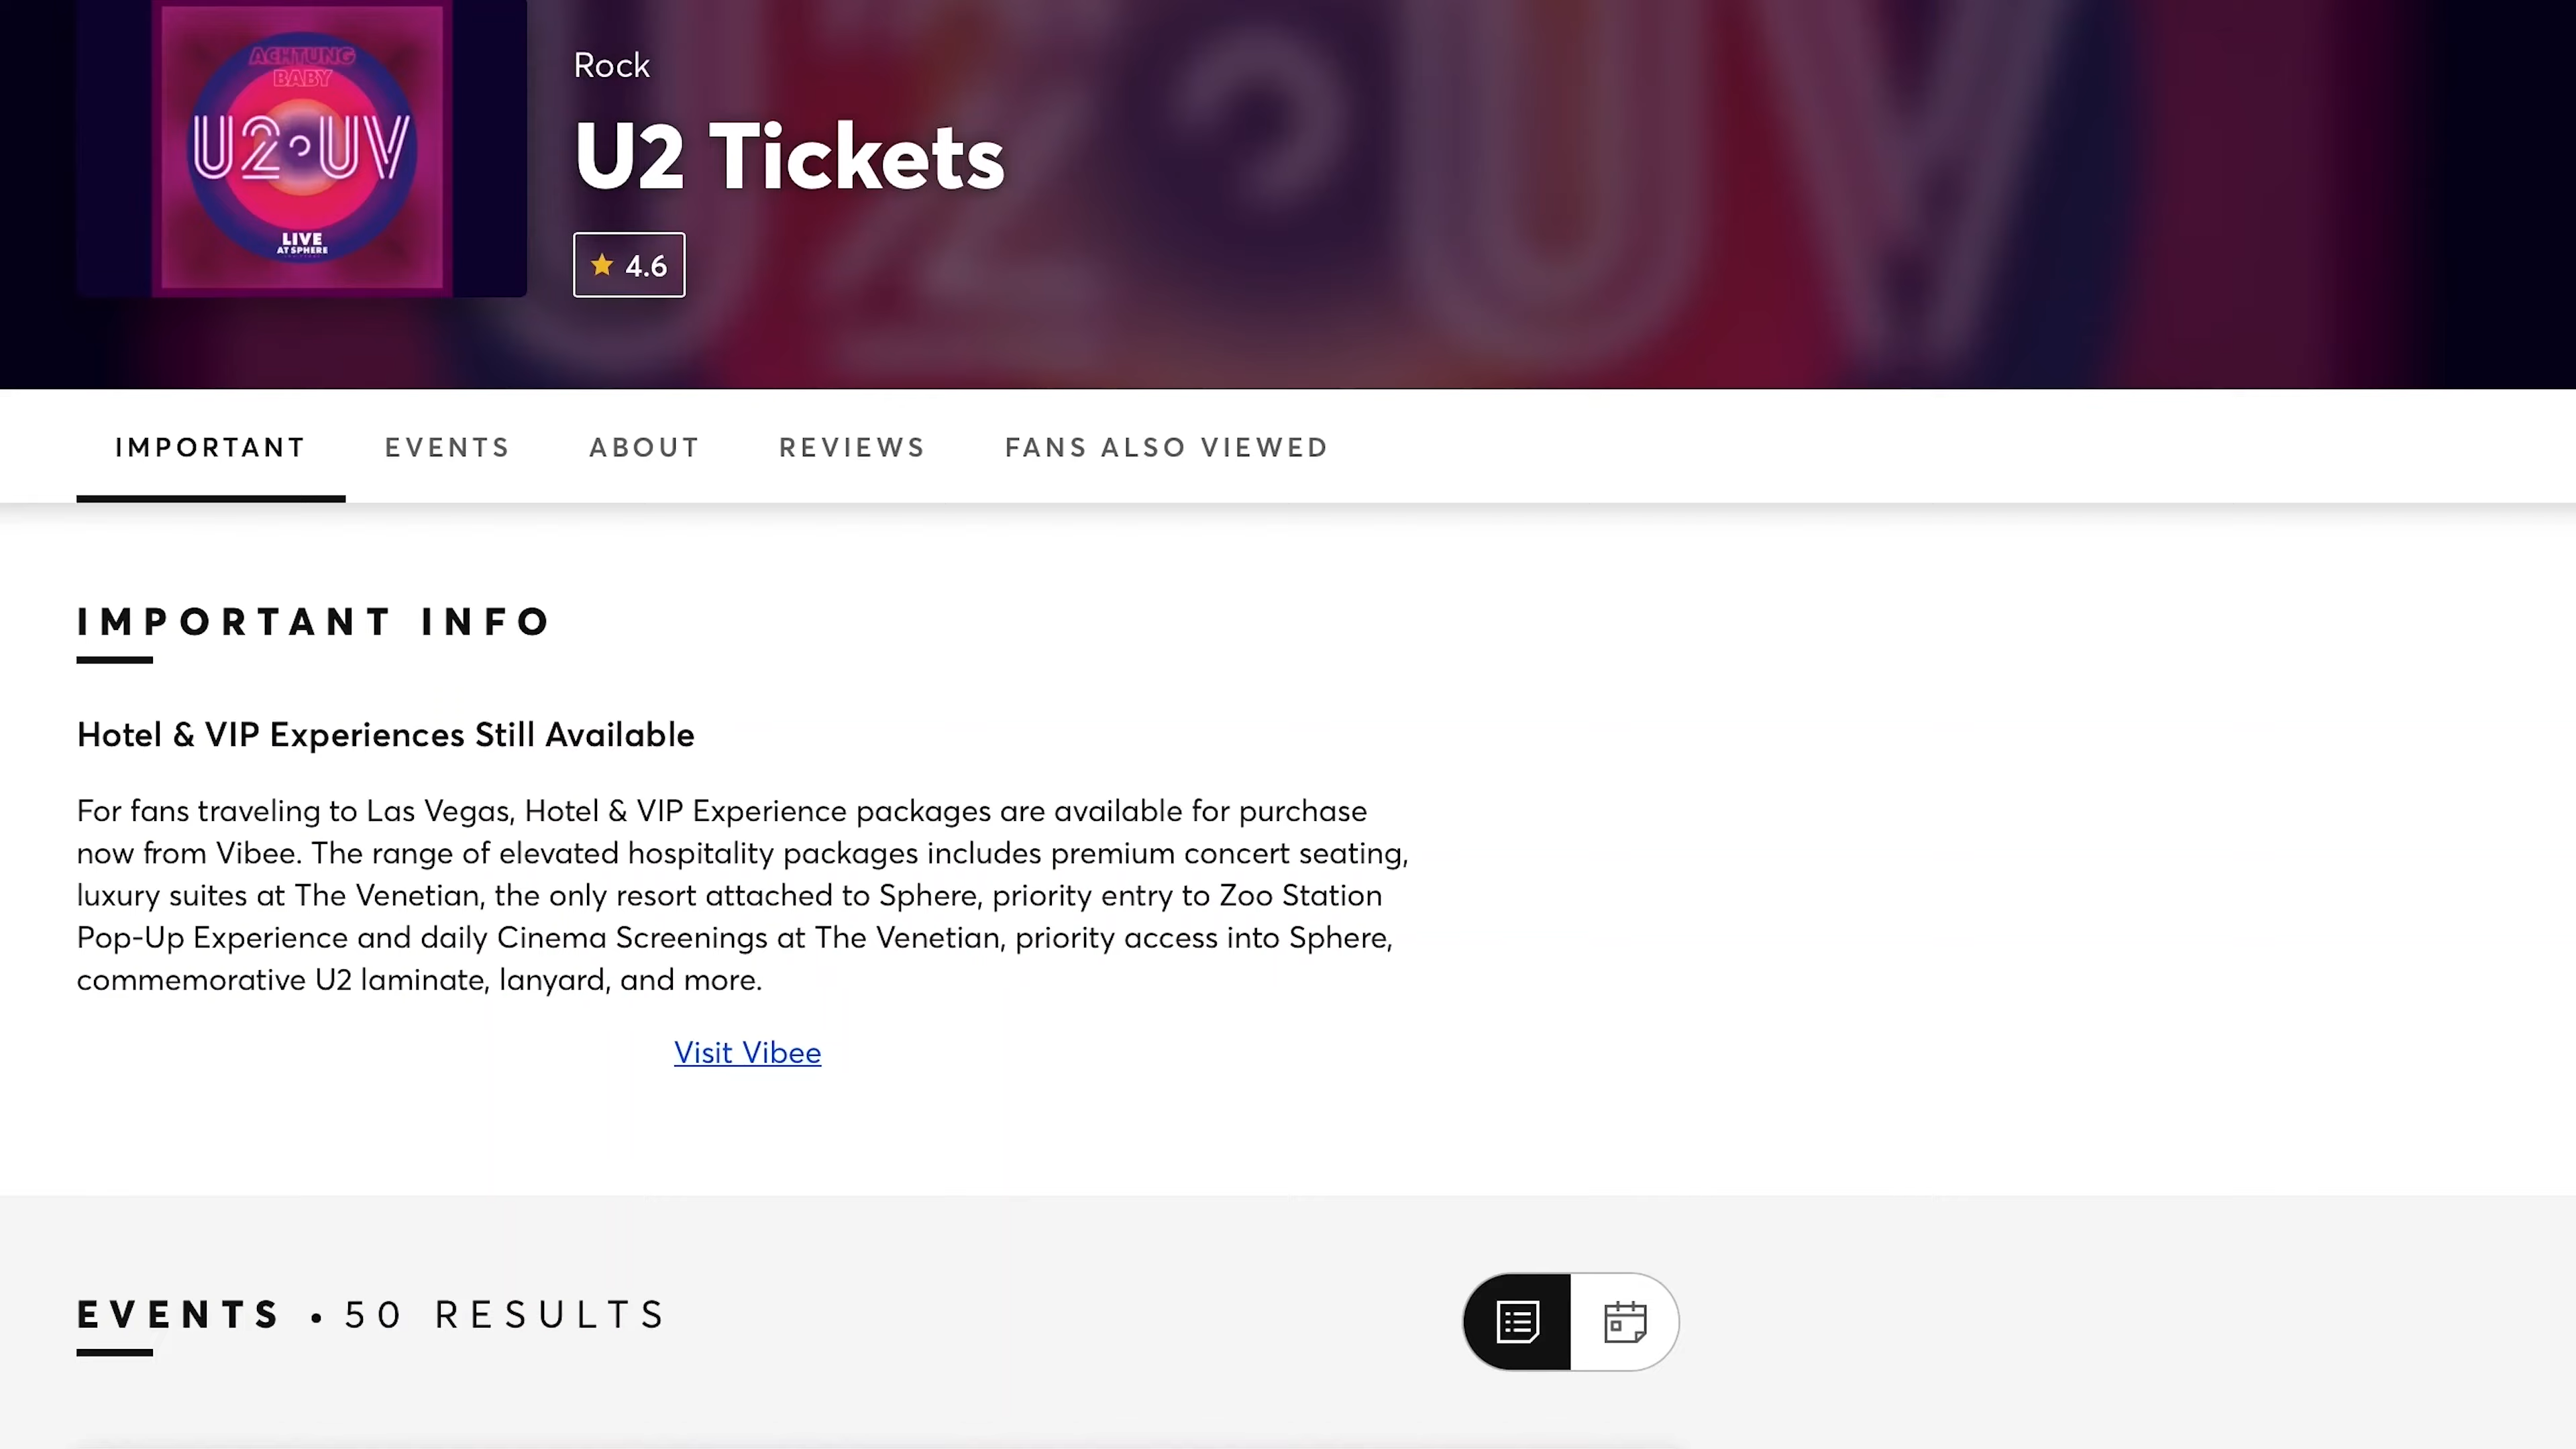 ACHTUNG
BABY
U2 UV
LIVE
AT SPHERE
Rock
U2 Tickets
4.6
IMPORTANT
EVENTS
ABOUT
REVIEWS
FANS ALSO VIEWED
IMPORTANT INFO
Hotel & VIP Experiences Still Available
For fans traveling to Las Vegas, Hotel & VIP Experience packages are available for purchase
now from Vibee. The range of elevated hospitality packages includes premium concert seating,
luxury suites at The Venetian, the only resort attached to Sphere, priority entry to Zoo Station
Pop-Up Experience and daily Cinema Screenings at The Venetian, priority access into Sphere,
commemorative U2 laminate, lanyard, and more.
Visit Vibee
EVENTS • 50 RESULTS